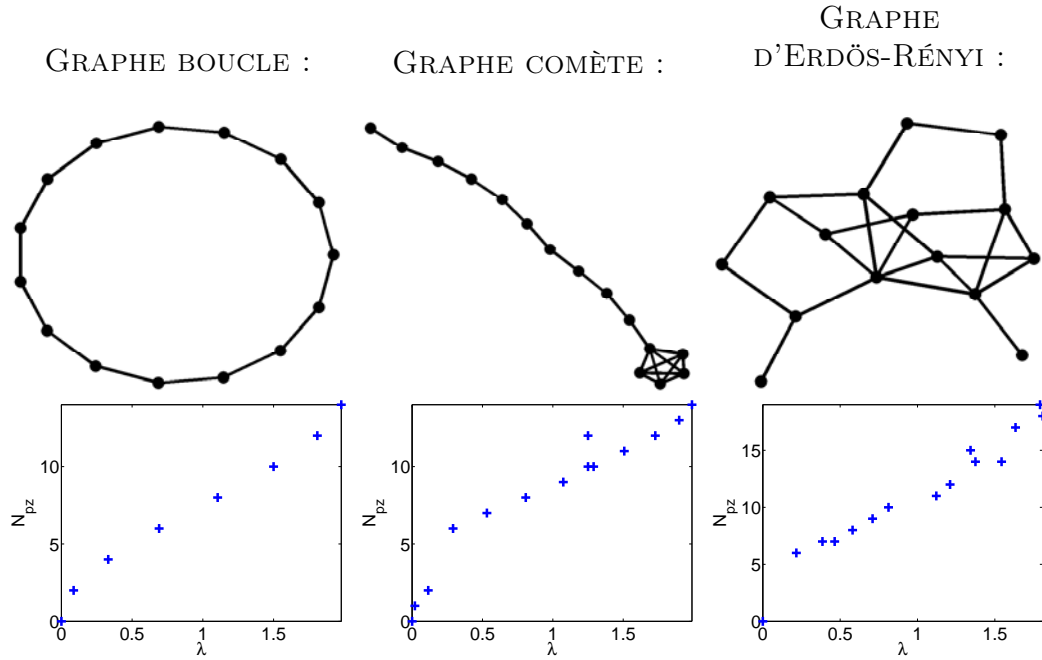 GRAPHE BOUCLE :
GRAPHE COMÈTE :
GRAPHE
D'ERDÖS-RÉNYI :
10
5
0
N_pz
0 0.5 1 1.5
λ
10
5
0
N_pz
0 0.5 1 1.5
λ
15
10
5
0
N_pz
0 0.5 1 1.5
λ